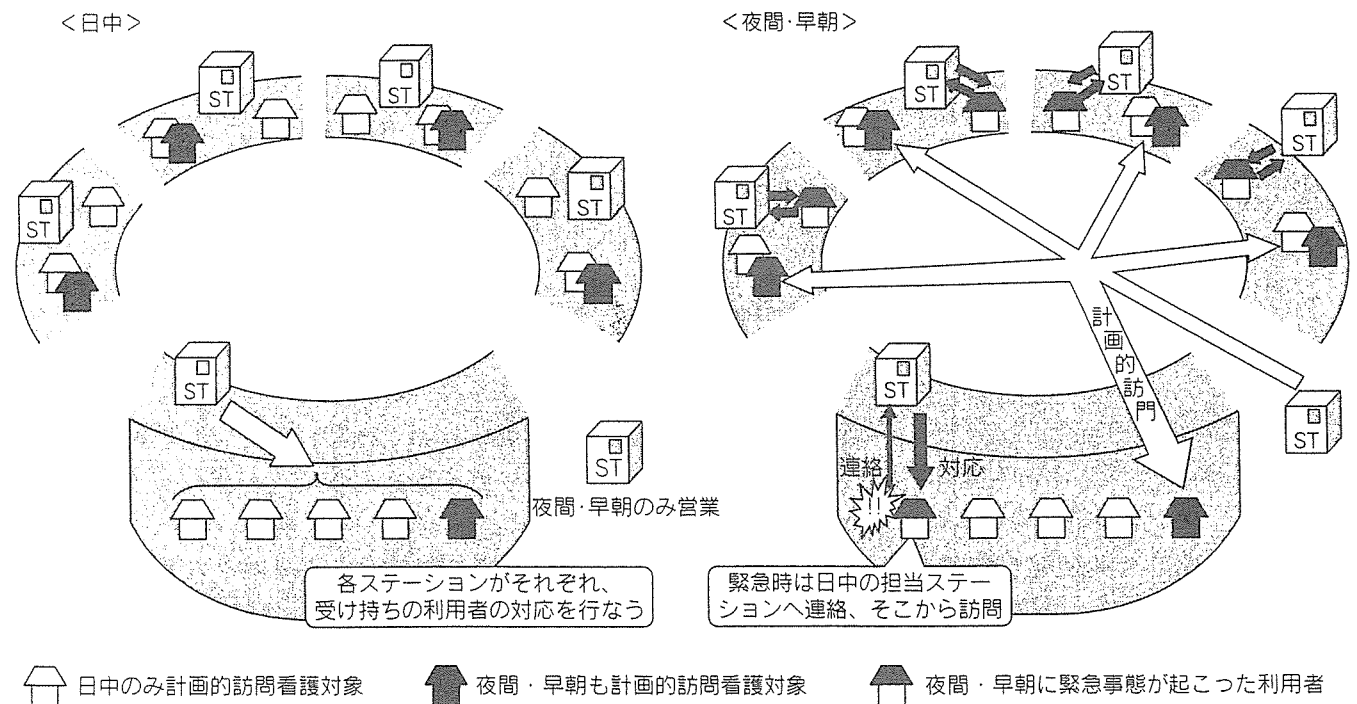 ＜日中＞
ST
ST
ST
ST
ST
ST
夜間・早朝のみ営業
各ステーションがそれぞれ、
受け持ちの利用者の対応を行なう
＜夜間・早朝＞
ST
ST
ST
ST
計画的訪問
ST
ST
連絡
対応
!!
緊急時は日中の担当ステー
ションへ連絡、そこから訪問
日中のみ計画的訪問看護対象
夜間・早朝も計画的訪問看護対象
夜間・早朝に緊急事態が起こった利用者